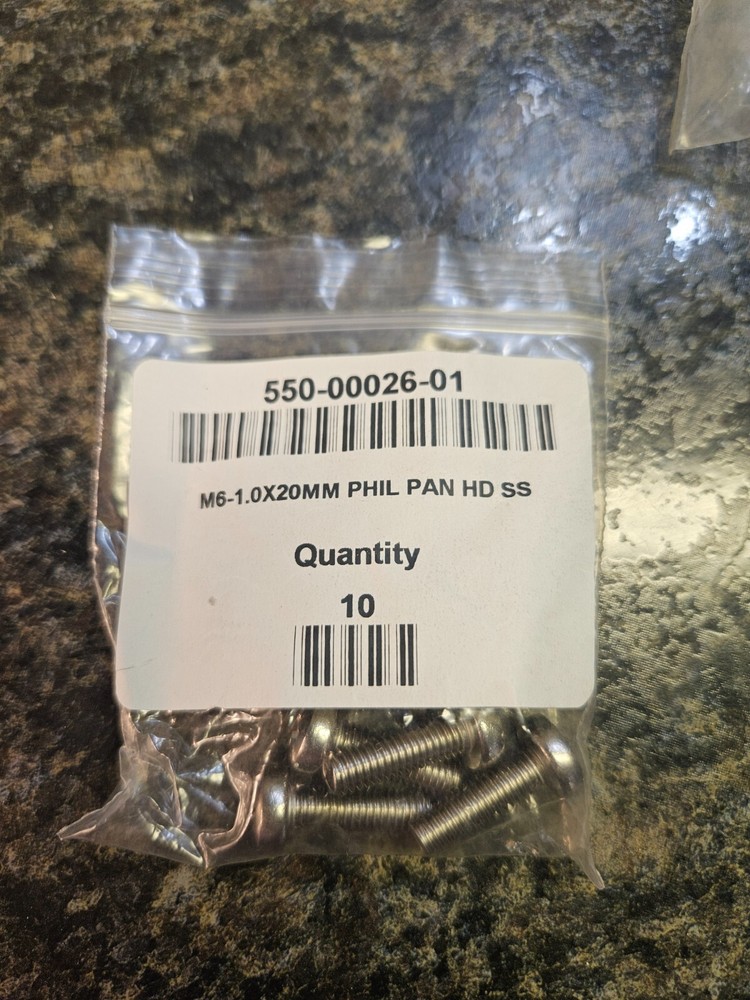 550-00026-01
M6-1.0X20MM PHIL PAN HD SS
Quantity
10